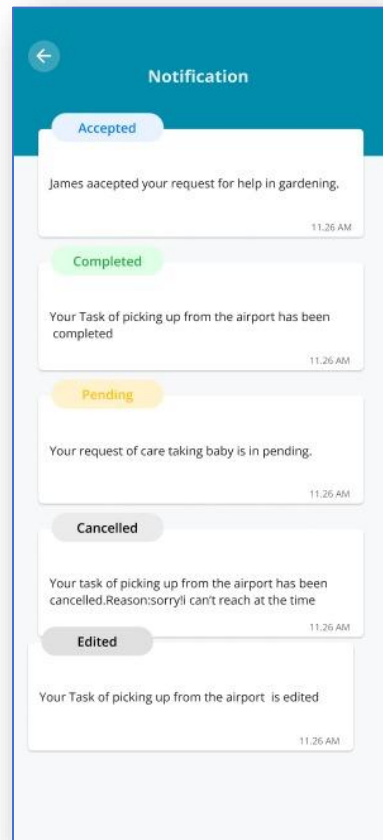 Notification
Accepted
James aacepted your request for help in gardening.
11.26 AM
Completed
Your Task of picking up from the airport has been
completed
11.26 AM
Pending
Your request of care taking baby is in pending.
11.26 AM
Cancelled
Your task of picking up from the airport has been
cancelled.Reason:sorry!i can't reach at the time
11.26 AM
Edited
Your Task of picking up from the airport is edited
11.26 AM